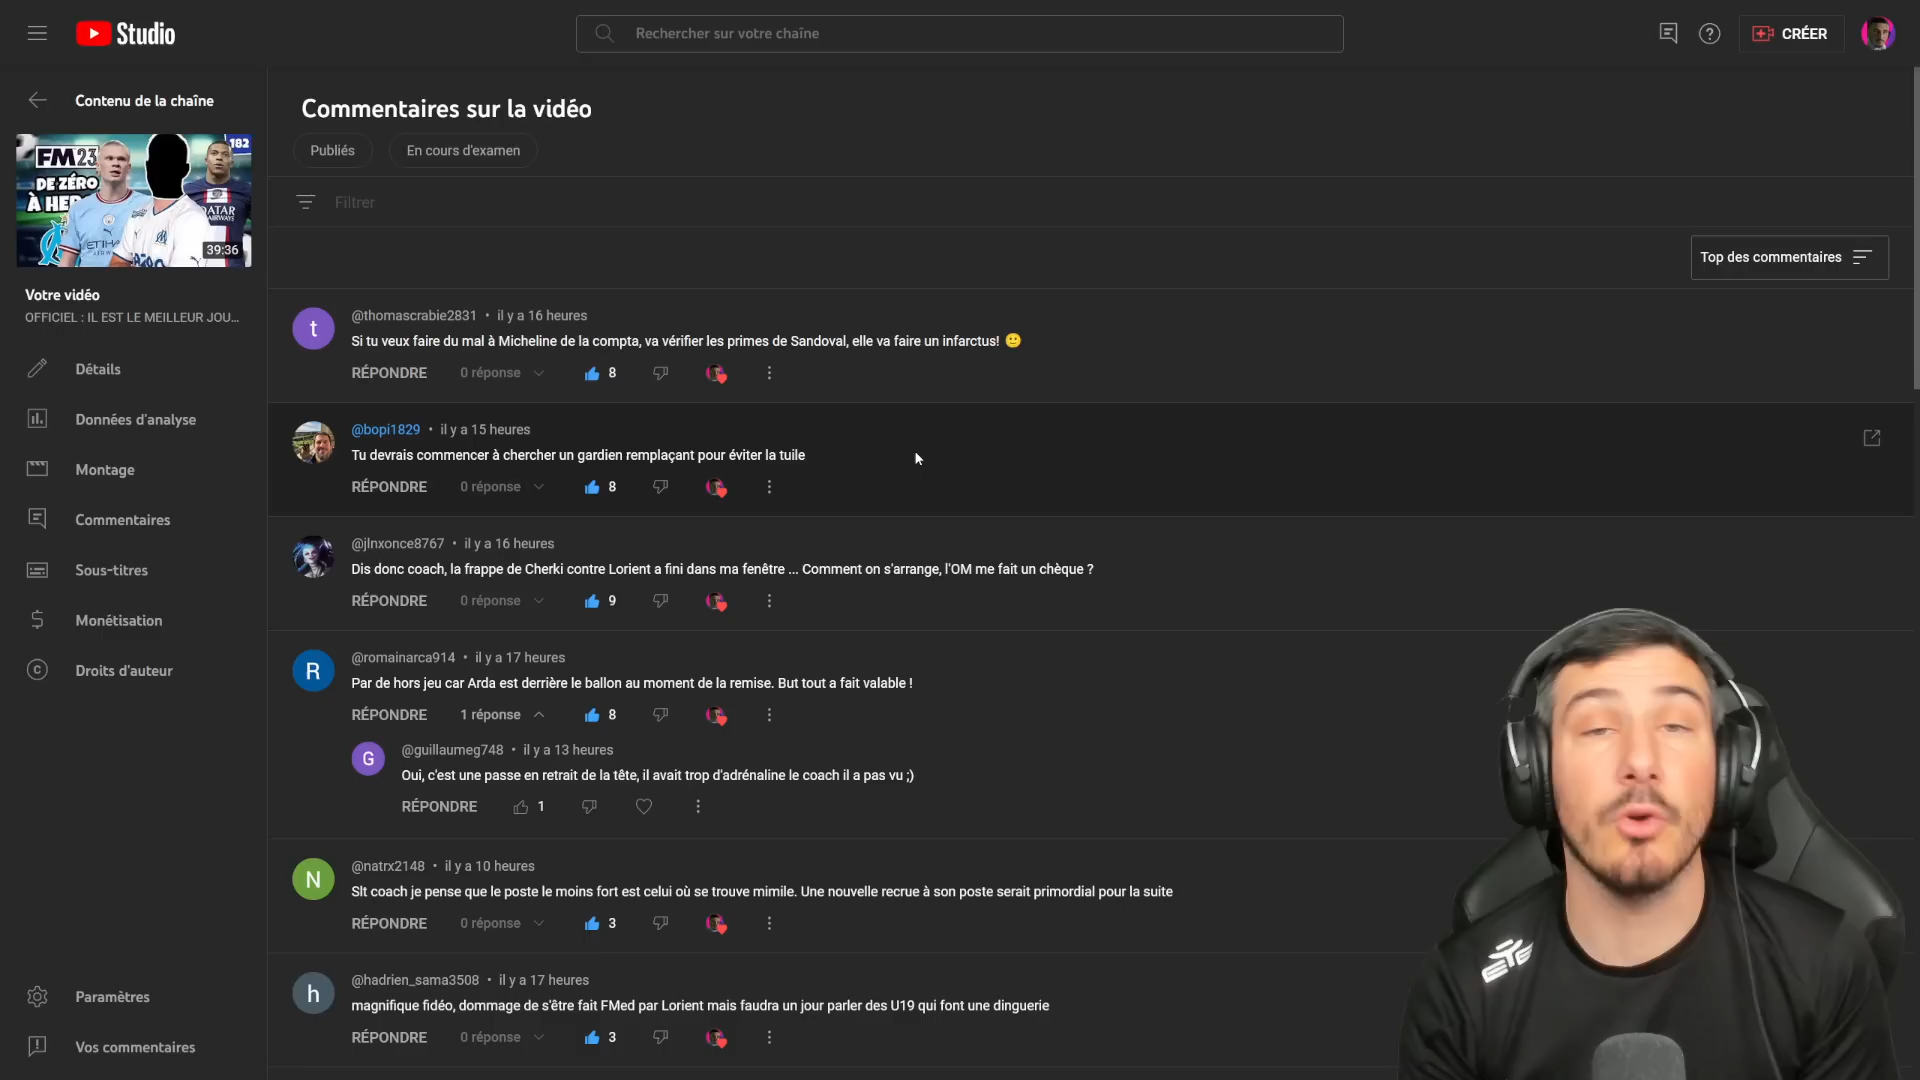 Studio
Rechercher sur votre chaîne
CRÉER
Contenu de la chaîne
FM23
182
DE ZÉRO
À HE
QATAR
AIRWAYS
ETIHA
39:36
Votre vidéo
OFFICIEL : IL EST LE MEILLEUR JOU...
Détails
Données d'analyse
Montage
Commentaires
Sous-titres
Monétisation
Droits d'auteur
Paramètres
Vos commentaires
Commentaires sur la vidéo
Publiés
En cours d'examen
Filtrer
Top des commentaires
t
@thomascrabie2831 • il y a 16 heures
Si tu veux faire du mal à Micheline de la compta, va vérifier les primes de Sandoval, elle va faire un infarctus! 🙂
RÉPONDRE 0 réponse 8
@bopi1829 • il y a 15 heures
Tu devrais commencer à chercher un gardien remplaçant pour éviter la tuile
RÉPONDRE 0 réponse 8
@jlnxonce8767 • il y a 16 heures
Dis donc coach, la frappe de Cherki contre Lorient a fini dans ma fenêtre ... Comment on s'arrange, l'OM me fait un chèque ?
RÉPONDRE 0 réponse 9
R
@romainarca914 • il y a 17 heures
Par de hors jeu car Arda est derrière le ballon au moment de la remise. But tout a fait valable !
RÉPONDRE 1 réponse 8
G
@guillaumeg748 • il y a 13 heures
Oui, c'est une passe en retrait de la tête, il avait trop d'adrénaline le coach il a pas vu ;)
RÉPONDRE 1
N
@natrx2148 • il y a 10 heures
Slt coach je pense que le poste le moins fort est celui où se trouve mimile. Une nouvelle recrue à son poste serait primordial pour la suite
RÉPONDRE 0 réponse 3
h
@hadrien_sama3508 • il y a 17 heures
magnifique fidéo, dommage de s'être fait FMed par Lorient mais faudra un jour parler des U19 qui font une dinguerie
RÉPONDRE 0 réponse 3